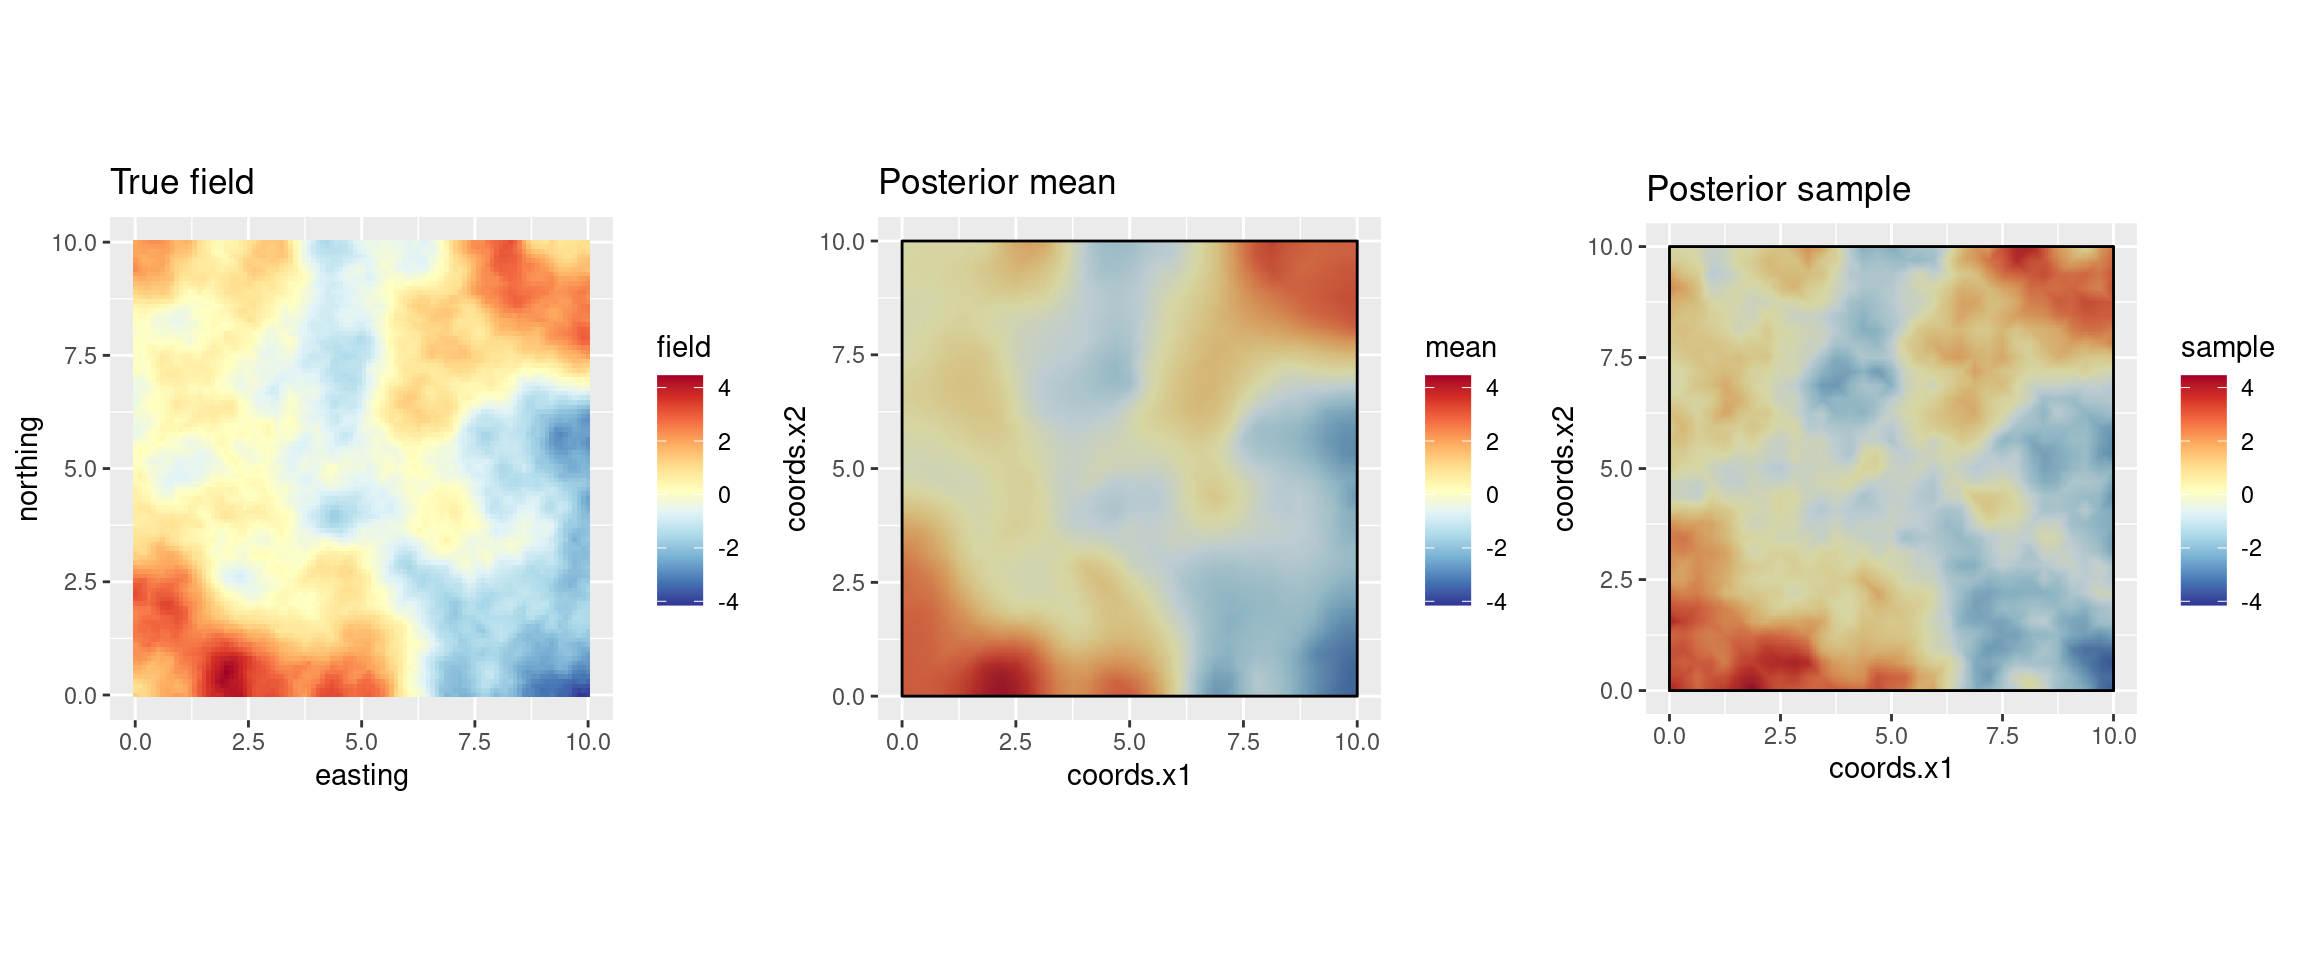 True field
northing
10.0
7.5
5.0
2.5
0.0
0.0 2.5 5.0 7.5 10.0
easting
field
4
2
0
-2
-4
Posterior mean
coords.x2
10.0
7.5
5.0
2.5
0.0
0.0 2.5 5.0 7.5 10.0
coords.x1
mean
4
2
0
-2
-4
Posterior sample
coords.x2
10.0
7.5
5.0
2.5
0.0
0.0 2.5 5.0 7.5 10.0
coords.x1
sample
4
2
0
-2
-4